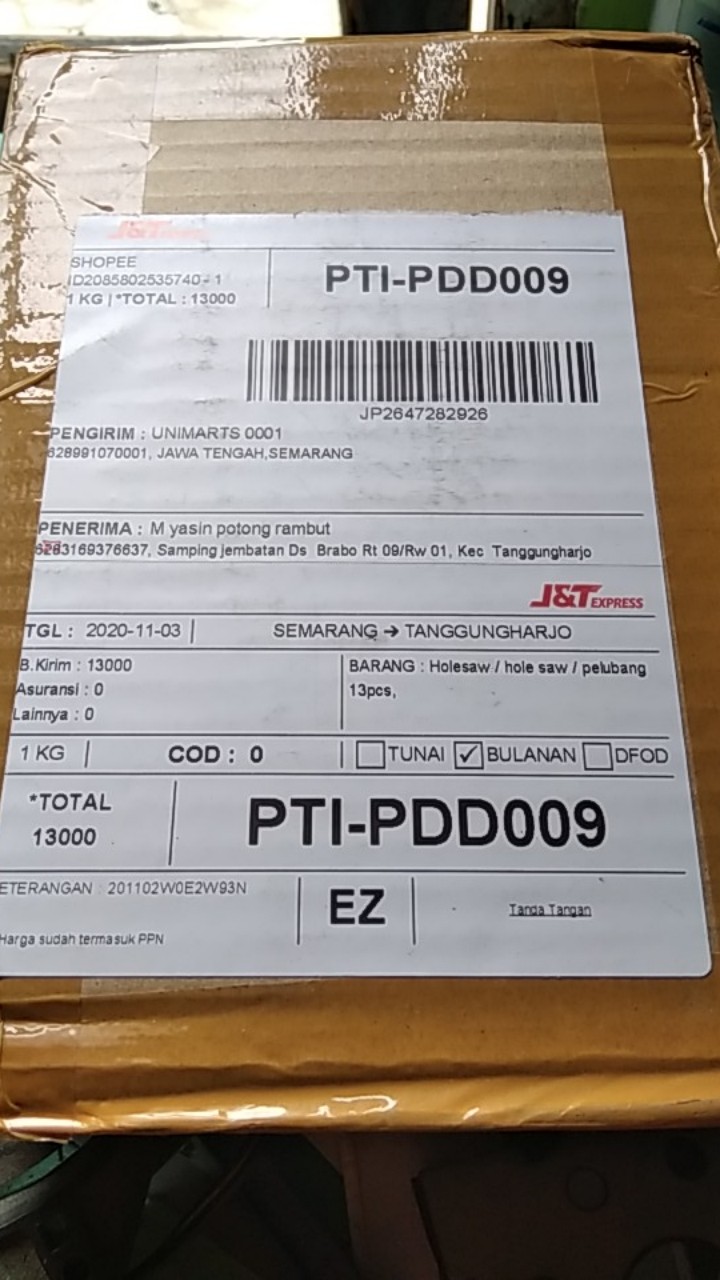 J&T
SHOPEE
ID2085802535740 - 1
1 KG | *TOTAL : 13000
PTI-PDD009
JP2647282926
PENGIRIM : UNIMARTS 0001
628991070001, JAWA TENGAH,SEMARANG
PENERIMA : M yasin potong rambut
6283169376637, Samping jembatan Ds Brabo Rt 09/Rw 01, Kec Tanggungharjo
J&T EXPRESS
TGL : 2020-11-03 |
SEMARANG → TANGGUNGHARJO
B.Kirim : 13000
Asuransi : 0
Lainnya : 0
BARANG : Holesaw / hole saw / pelubang
13pcs,
1 KG | COD : 0 | TUNAI ✓ BULANAN DFOD
*TOTAL
13000
PTI-PDD009
ETERANGAN : 201102W0E2W93N
EZ
Tanda Tangan
Harga sudah termasuk PPN